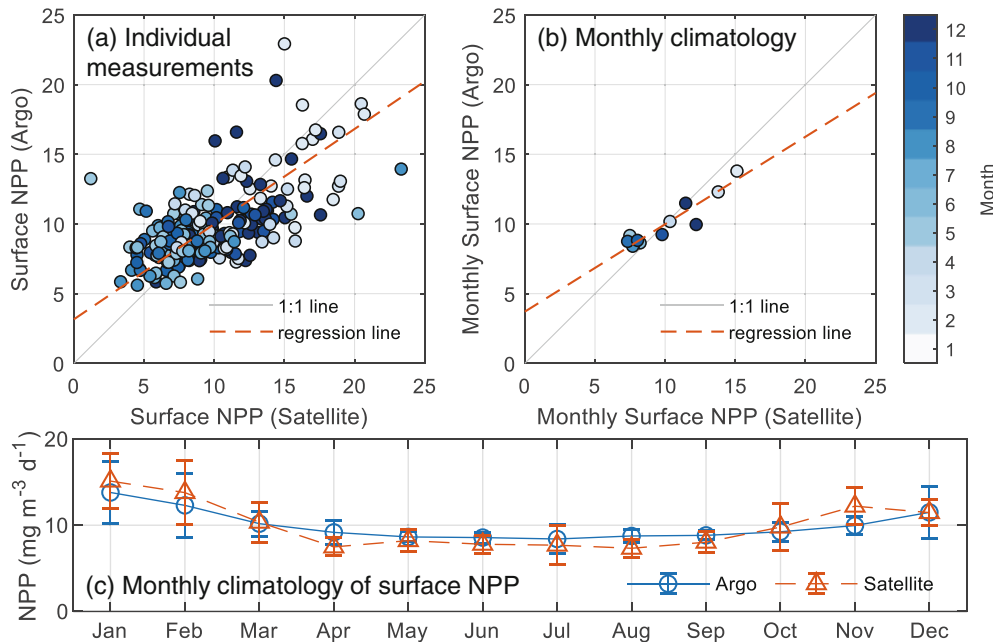 (a) Individual
measurements
25
20
15
10
5
0
0 5 10 15 20 25
Surface NPP (Argo)
Surface NPP (Satellite)
1:1 line
regression line
(b) Monthly climatology
25
20
15
10
5
0
0 5 10 15 20 25
Monthly Surface NPP (Argo)
Monthly Surface NPP (Satellite)
1:1 line
regression line
12
11
10
9
8
7
6
5
4
3
2
1
Month
20
10
0
NPP (mg m⁻³ d⁻¹)
(c) Monthly climatology of surface NPP
Argo Satellite
Jan Feb Mar Apr May Jun Jul Aug Sep Oct Nov Dec